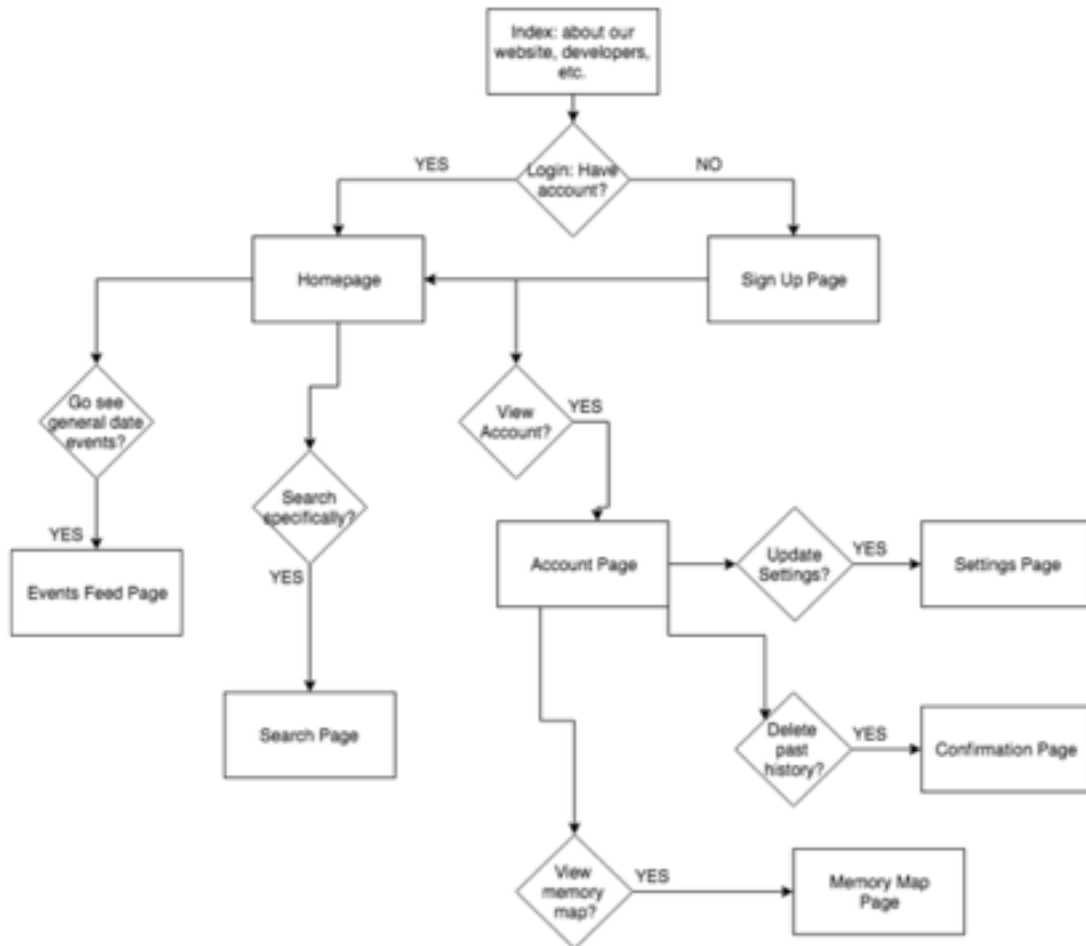 Index: about our
website, developers,
etc.
YES
Login: Have
account?
NO
Homepage
Sign Up Page
Go see
general date
events?
View
Account?
YES
Search
specifically?
YES
Events Feed Page
YES
Account Page
Update
Settings?
YES
Settings Page
Search Page
Delete
past
history?
YES
Confirmation Page
View
memory
map?
YES
Memory Map
Page